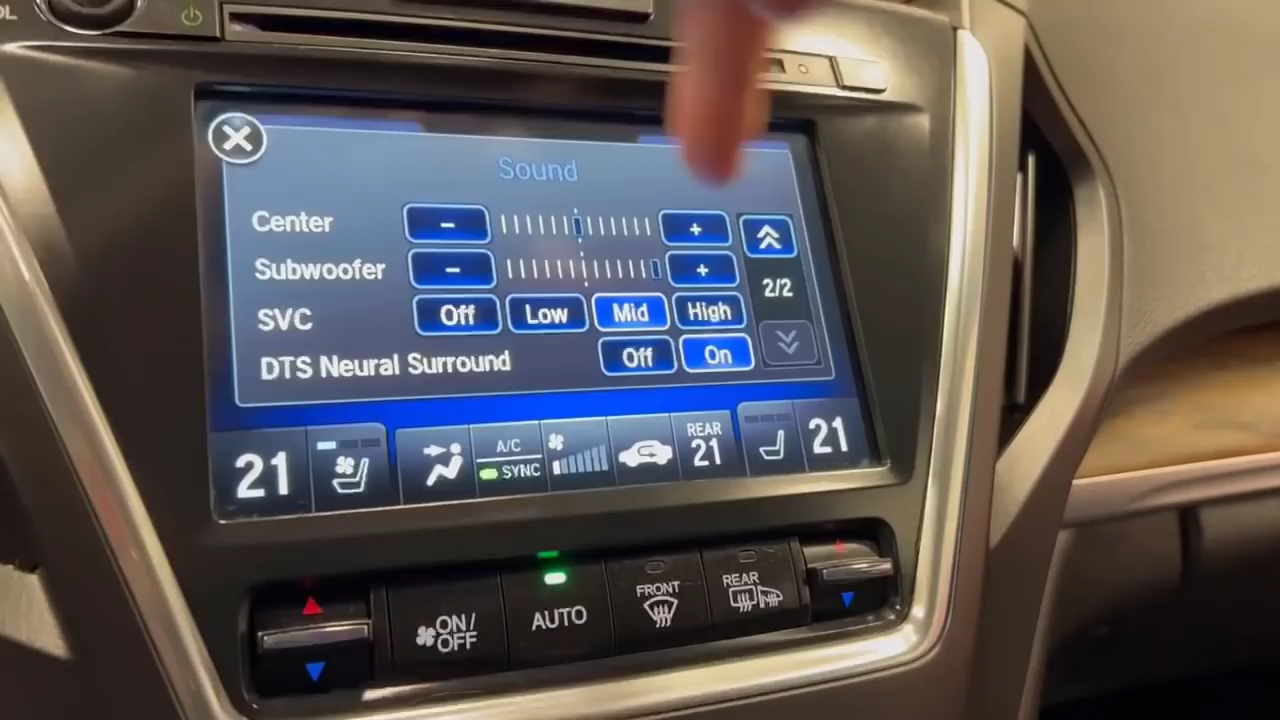 OL
Sound
Center - +
Subwoofer - +
2/2
SVC Off Low Mid High
DTS Neural Surround Off On
21 A/C SYNC REAR 21 21
ON/OFF AUTO FRONT REAR